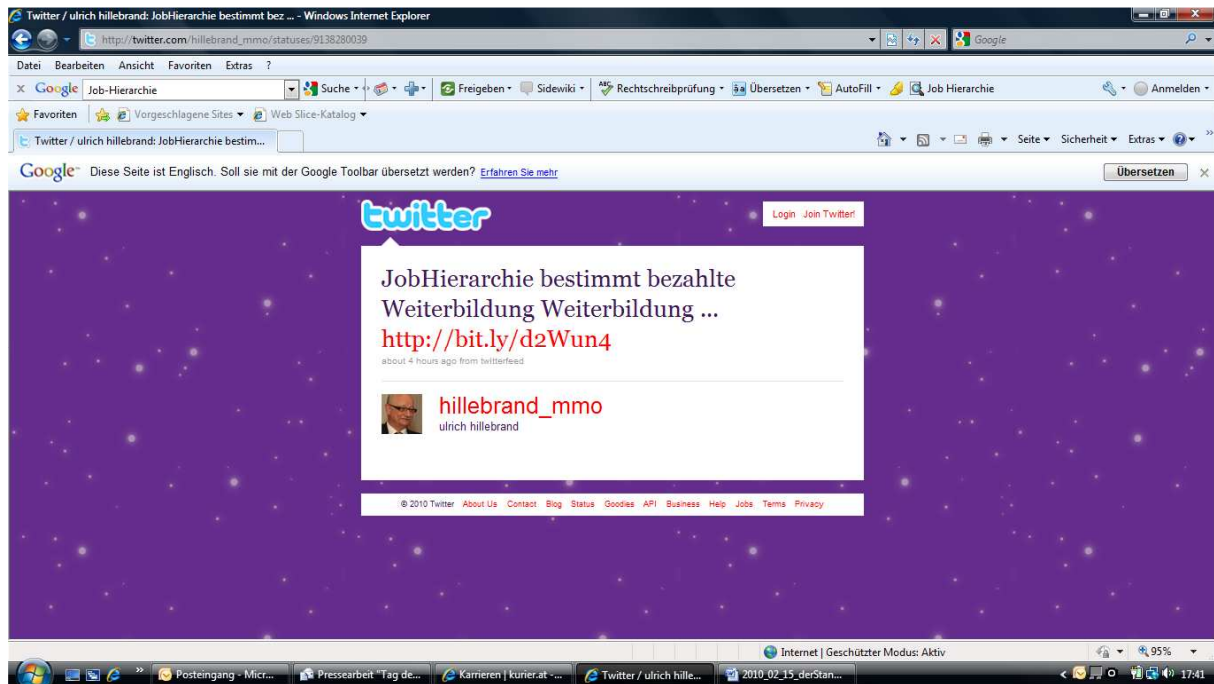 Twitter / ulrich hillebrand: JobHierarchie bestimmt bez ... - Windows Internet Explorer
http://twitter.com/hillebrand_mmo/statuses/9138280039
Google
Datei Bearbeiten Ansicht Favoriten Extras ?
x Google Job-Hierarchie Suche Freigeben Sidewiki ABC Rechtschreibprüfung Übersetzen AutoFill Job Hierarchie Anmelden
Favoriten Vorgeschlagene Sites Web Slice-Katalog
Twitter / ulrich hillebrand: JobHierarchie bestim... Seite Sicherheit Extras »
Google Diese Seite ist Englisch. Soll sie mit der Google Toolbar übersetzt werden? Erfahren Sie mehr Übersetzen
twitter
Login Join Twitter!
JobHierarchie bestimmt bezahlte
Weiterbildung Weiterbildung ...
http://bit.ly/d2Wun4
about 4 hours ago from twitterfeed
hillebrand_mmo
ulrich hillebrand
© 2010 Twitter About Us Contact Blog Status Goodies API Business Help Jobs Terms Privacy
Internet | Geschützter Modus: Aktiv 95%
» Posteingang - Micr... Pressearbeit "Tag de... Karrieren | kurier.at -... Twitter / ulrich hille... 2010_02_15_derStan... 17:41